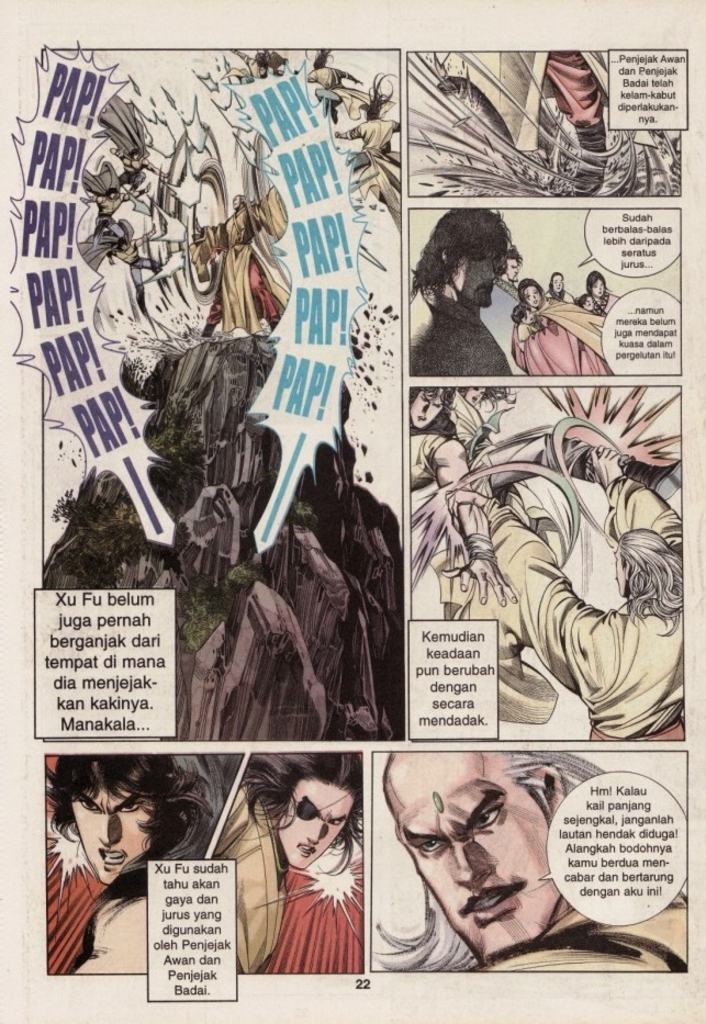 PAP!
PAP!
PAP!
PAP!
PAP!
PAP!
PAP!
PAP!
PAP!
PAP!
PAP!
Xu Fu belum
juga pernah
berganjak dari
tempat di mana
dia menjejak-
kan kakinya.
Manakala...
...Penjejak Awan
dan Penjejak
Badai telah
kelam-kabut
diperlakukan-
nya.
Sudah
berbalas-balas
lebih daripada
seratus
jurus...
...namun
mereka belum
juga mendapat
kuasa dalam
pergelutan itu!
Kemudian
keadaan
pun berubah
dengan
secara
mendadak.
Xu Fu sudah
tahu akan
gaya dan
jurus yang
digunakan
oleh Penjejak
Awan dan
Penjejak
Badai.
Hm! Kalau
kail panjang
sejengkal, janganlah
lautan hendak diduga!
Alangkah bodohnya
kamu berdua men-
cabar dan bertarung
dengan aku ini!
22